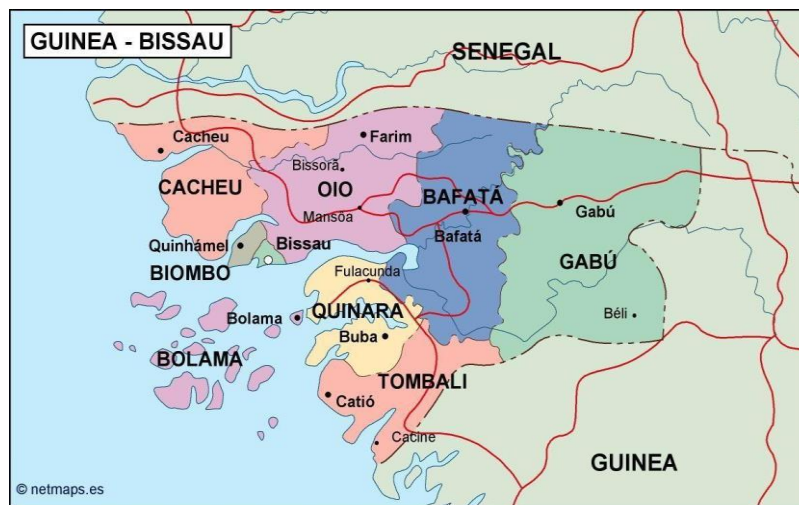 GUINEA - BISSAU
SENEGAL
Cacheu
Farim
Bissorã
CACHEU
OIO
BAFATÁ
Mansôa
Gabú
Bafatá
Quinhámel
Bissau
BIOMBO
GABÚ
Fulacunda
QUINARA
Bolama
Béli
Buba
BOLAMA
TOMBALI
Catió
Cacine
GUINEA
© netmaps.es